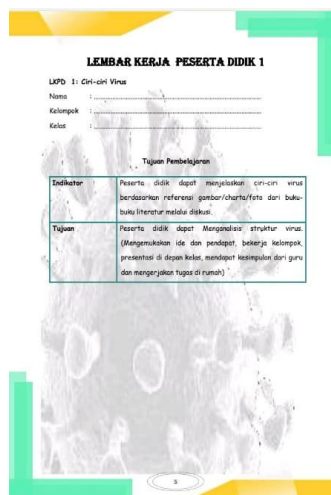 LEMBAR KERJA PESERTA DIDIK 1
LKPD 1: Ciri-ciri Virus
Nama :
Kelompok :
Kelas :
Tujuan Pembelajaran
Indikator
Peserta didik dapat menjelaskan ciri-ciri virus
berdasarkan referensi gambar/charta/foto dari buku-
buku literatur melalui diskusi.
Tujuan
Peserta didik dapat Menganalisis struktur virus.
(Mengemukakan ide dan pendapat, bekerja kelompok,
presentasi di depan kelas, mendapat kesimpulan dari guru
dan mengerjakan tugas di rumah)
5